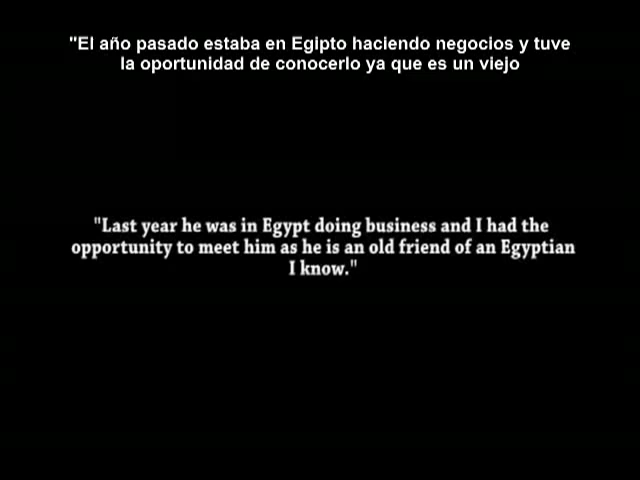 "El año pasado estaba en Egipto haciendo negocios y tuve
la oportunidad de conocerlo ya que es un viejo
"Last year he was in Egypt doing business and I had the
opportunity to meet him as he is an old friend of an Egyptian
I know."